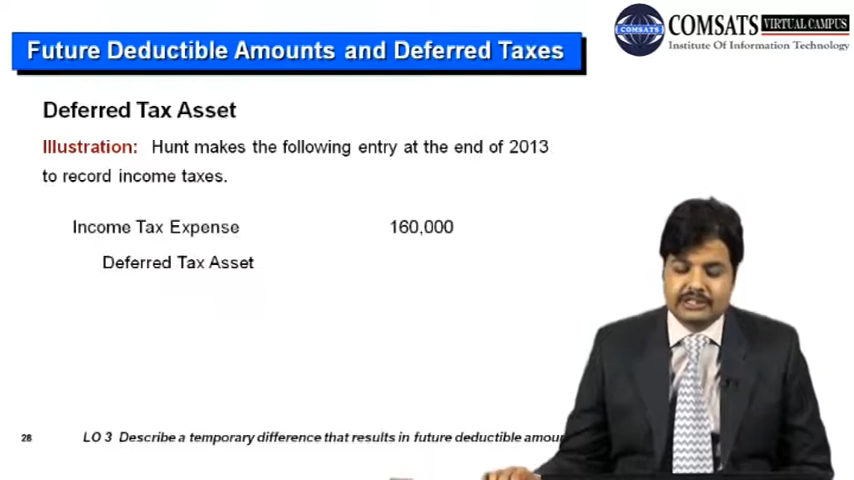 COMSATS VIRTUAL CAMPUS
COMSATS
Institute Of Information Technology
Future Deductible Amounts and Deferred Taxes
Deferred Tax Asset
Illustration: Hunt makes the following entry at the end of 2013
to record income taxes.
Income Tax Expense 160,000
Deferred Tax Asset
28 LO 3 Describe a temporary difference that results in future deductible amoun